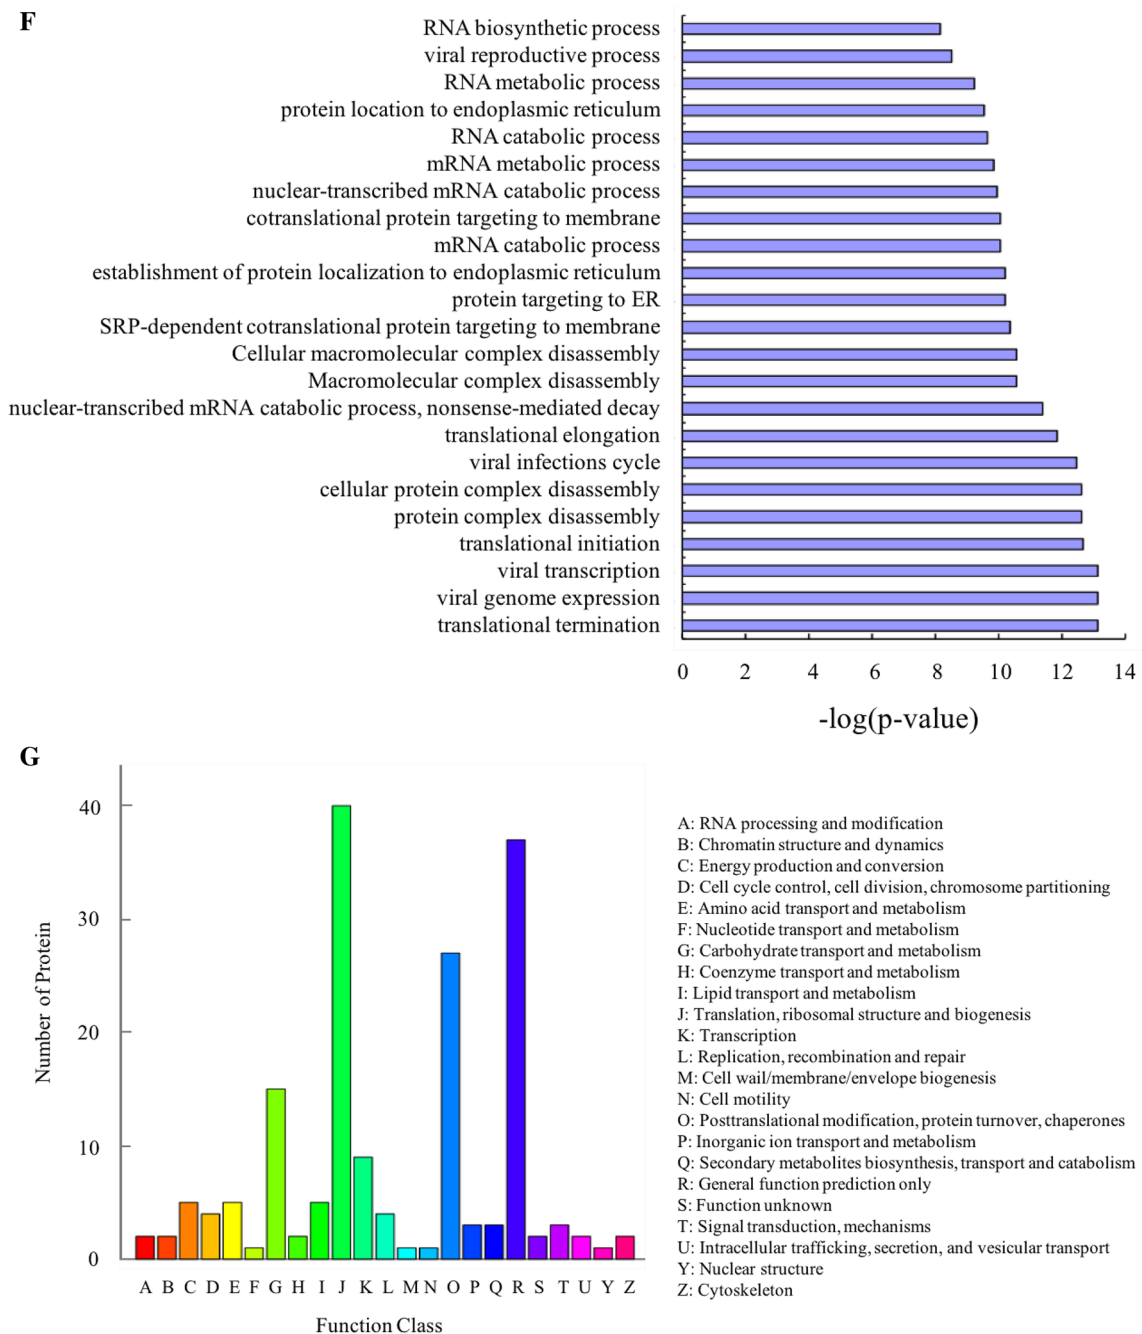 F
RNA biosynthetic process
viral reproductive process
RNA metabolic process
protein location to endoplasmic reticulum
RNA catabolic process
mRNA metabolic process
nuclear-transcribed mRNA catabolic process
cotranslational protein targeting to membrane
mRNA catabolic process
establishment of protein localization to endoplasmic reticulum
protein targeting to ER
SRP-dependent cotranslational protein targeting to membrane
Cellular macromolecular complex disassembly
Macromolecular complex disassembly
nuclear-transcribed mRNA catabolic process, nonsense-mediated decay
translational elongation
viral infections cycle
cellular protein complex disassembly
protein complex disassembly
translational initiation
viral transcription
viral genome expression
translational termination
0 2 4 6 8 10 12 14
-log(p-value)
G
40
30
20
10
0
Number of Protein
A B C D E F G H I J K L M N O P Q R S T U Y Z
Function Class
A: RNA processing and modification
B: Chromatin structure and dynamics
C: Energy production and conversion
D: Cell cycle control, cell division, chromosome partitioning
E: Amino acid transport and metabolism
F: Nucleotide transport and metabolism
G: Carbohydrate transport and metabolism
H: Coenzyme transport and metabolism
I: Lipid transport and metabolism
J: Translation, ribosomal structure and biogenesis
K: Transcription
L: Replication, recombination and repair
M: Cell wail/membrane/envelope biogenesis
N: Cell motility
O: Posttranslational modification, protein turnover, chaperones
P: Inorganic ion transport and metabolism
Q: Secondary metabolites biosynthesis, transport and catabolism
R: General function prediction only
S: Function unknown
T: Signal transduction, mechanisms
U: Intracellular trafficking, secretion, and vesicular transport
Y: Nuclear structure
Z: Cytoskeleton